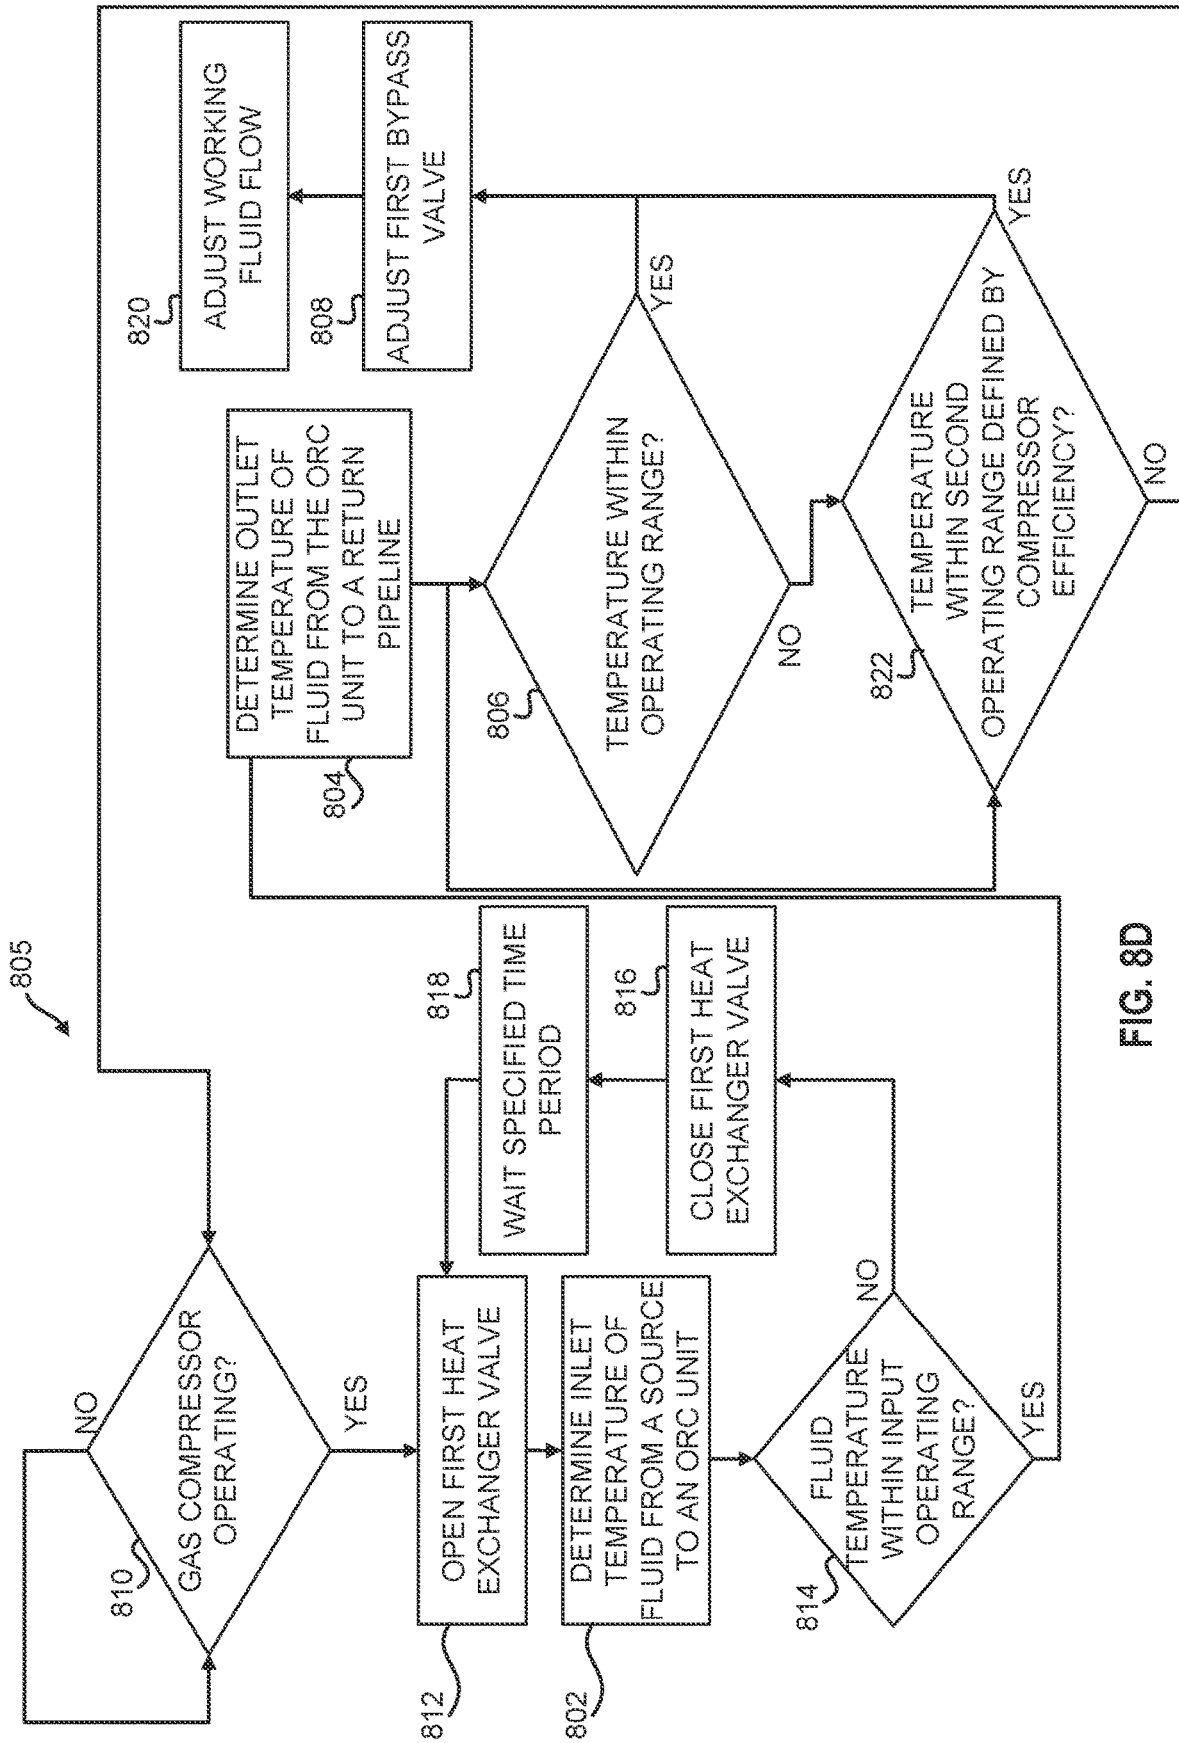 805
NO
GAS COMPRESSOR
OPERATING?
810
YES
OPEN FIRST HEAT
EXCHANGER VALVE
812
DETERMINE INLET
TEMPERATURE OF
FLUID FROM A SOURCE
TO AN ORC UNIT
802
FLUID
TEMPERATURE
WITHIN INPUT
OPERATING
RANGE?
814
NO
YES
CLOSE FIRST HEAT
EXCHANGER VALVE
816
WAIT SPECIFIED TIME
PERIOD
818
DETERMINE OUTLET
TEMPERATURE OF
FLUID FROM THE ORC
UNIT TO A RETURN
PIPELINE
804
TEMPERATURE WITHIN
OPERATING RANGE?
806
YES
NO
TEMPERATURE
WITHIN SECOND
OPERATING RANGE DEFINED BY
COMPRESSOR
EFFICIENCY?
822
YES
NO
ADJUST FIRST BYPASS
VALVE
808
ADJUST WORKING
FLUID FLOW
820
FIG. 8D